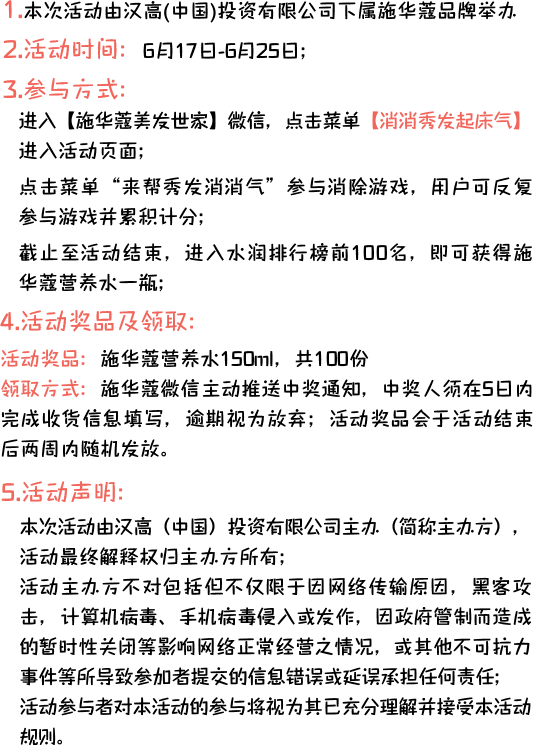 1.本次活动由汉高(中国)投资有限公司下属施华蔻品牌举办
2.活动时间：6月17日-6月25日；
3.参与方式：
进入【施华蔻美发世家】微信，点击菜单【消消秀发起床气】
进入活动页面；
点击菜单“来帮秀发消消气”参与消除游戏，用户可反复
参与游戏并累积计分；
截止至活动结束，进入水润排行榜前100名，即可获得施
华蔻营养水一瓶；
4.活动奖品及领取：
活动奖品：施华蔻营养水150ml，共100份
领取方式：施华蔻微信主动推送中奖通知，中奖人须在5日内
完成收货信息填写，逾期视为放弃；活动奖品会于活动结束
后两周内随机发放。
5.活动声明：
本次活动由汉高（中国）投资有限公司主办（简称主办方），
活动最终解释权归主办方所有；
活动主办方不对包括但不仅限于因网络传输原因，黑客攻
击，计算机病毒、手机病毒侵入或发作，因政府管制而造成
的暂时性关闭等影响网络正常经营之情况，或其他不可抗力
事件等所导致参加者提交的信息错误或延误承担任何责任；
活动参与者对本活动的参与将视为其已充分理解并接受本活动
规则。